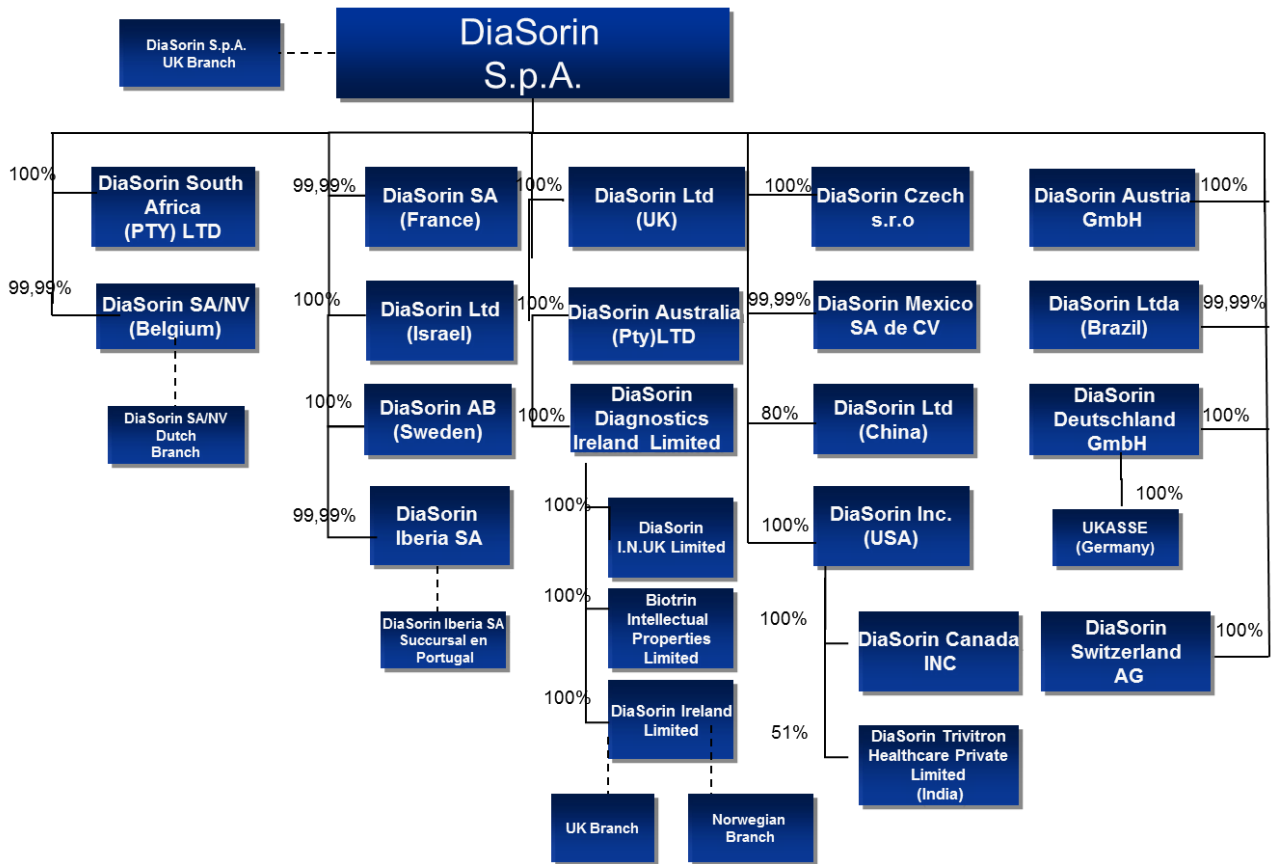 DiaSorin
S.p.A.
DiaSorin S.p.A.
UK Branch
100%
DiaSorin South
Africa
(PTY) LTD
99,99%
DiaSorin SA/NV
(Belgium)
DiaSorin SA/NV
Dutch
Branch
99,99%
DiaSorin SA
(France)
100%
DiaSorin Ltd
(Israel)
100%
DiaSorin AB
(Sweden)
99,99%
DiaSorin
Iberia SA
DiaSorin Iberia SA
Succursal en
Portugal
100%
DiaSorin Ltd
(UK)
100%
DiaSorin Australia
(Pty)LTD
100%
DiaSorin
Diagnostics
Ireland Limited
100%
DiaSorin
I.N.UK Limited
100%
Biotrin
Intellectual
Properties
Limited
100%
DiaSorin Ireland
Limited
UK Branch
Norwegian
Branch
100%
DiaSorin Czech
s.r.o
99,99%
DiaSorin Mexico
SA de CV
80%
DiaSorin Ltd
(China)
100%
DiaSorin Inc.
(USA)
100%
DiaSorin Canada
INC
51%
DiaSorin Trivitron
Healthcare Private
Limited
(India)
DiaSorin Austria
GmbH
100%
DiaSorin Ltda
(Brazil)
99,99%
DiaSorin
Deutschland
GmbH
100%
100%
UKASSE
(Germany)
DiaSorin
Switzerland
AG
100%